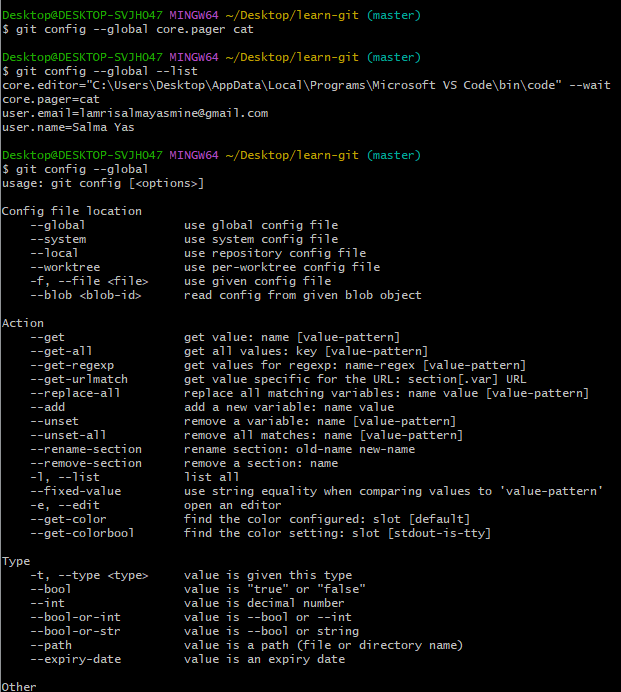 Desktop@DESKTOP-SVJHO47 MINGW64 ~/Desktop/learn-git (master)
$ git config --global core.pager cat
Desktop@DESKTOP-SVJHO47 MINGW64 ~/Desktop/learn-git (master)
$ git config --global --list
core.editor="C:\Users\Desktop\AppData\Local\Programs\Microsoft VS Code\bin\code" --wait
core.pager=cat
user.email=lamrisalmayasmine@gmail.com
user.name=Salma Yas
Desktop@DESKTOP-SVJHO47 MINGW64 ~/Desktop/learn-git (master)
$ git config --global
usage: git config [<options>]
Config file location
    --global              use global config file
    --system              use system config file
    --local               use repository config file
    --worktree            use per-worktree config file
    -f, --file <file>     use given config file
    --blob <blob-id>      read config from given blob object
Action
    --get                 get value: name [value-pattern]
    --get-all             get all values: key [value-pattern]
    --get-regexp          get values for regexp: name-regex [value-pattern]
    --get-urlmatch        get value specific for the URL: section[.var] URL
    --replace-all         replace all matching variables: name value [value-pattern]
    --add                 add a new variable: name value
    --unset               remove a variable: name [value-pattern]
    --unset-all           remove all matches: name [value-pattern]
    --rename-section      rename section: old-name new-name
    --remove-section      remove a section: name
    -l, --list            list all
    --fixed-value         use string equality when comparing values to 'value-pattern'
    -e, --edit            open an editor
    --get-color           find the color configured: slot [default]
    --get-colorbool       find the color setting: slot [stdout-is-tty]
Type
    -t, --type <type>     value is given this type
    --bool                value is "true" or "false"
    --int                 value is decimal number
    --bool-or-int         value is --bool or --int
    --bool-or-str         value is --bool or string
    --path                value is a path (file or directory name)
    --expiry-date         value is an expiry date
Other